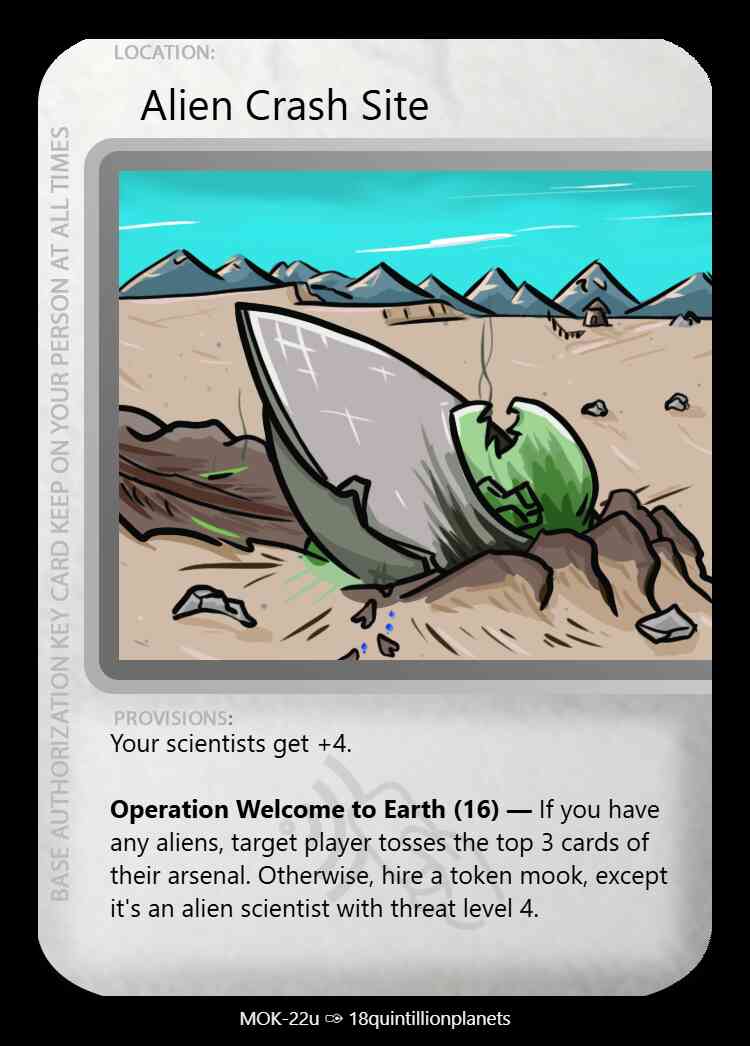 LOCATION:
Alien Crash Site
BASE AUTHORIZATION KEY CARD KEEP ON YOUR PERSON AT ALL TIMES
PROVISIONS:
Your scientists get +4.
Operation Welcome to Earth (16) — If you have
any aliens, target player tosses the top 3 cards of
their arsenal. Otherwise, hire a token mook, except
it's an alien scientist with threat level 4.
MOK-22u ✑ 18quintillionplanets